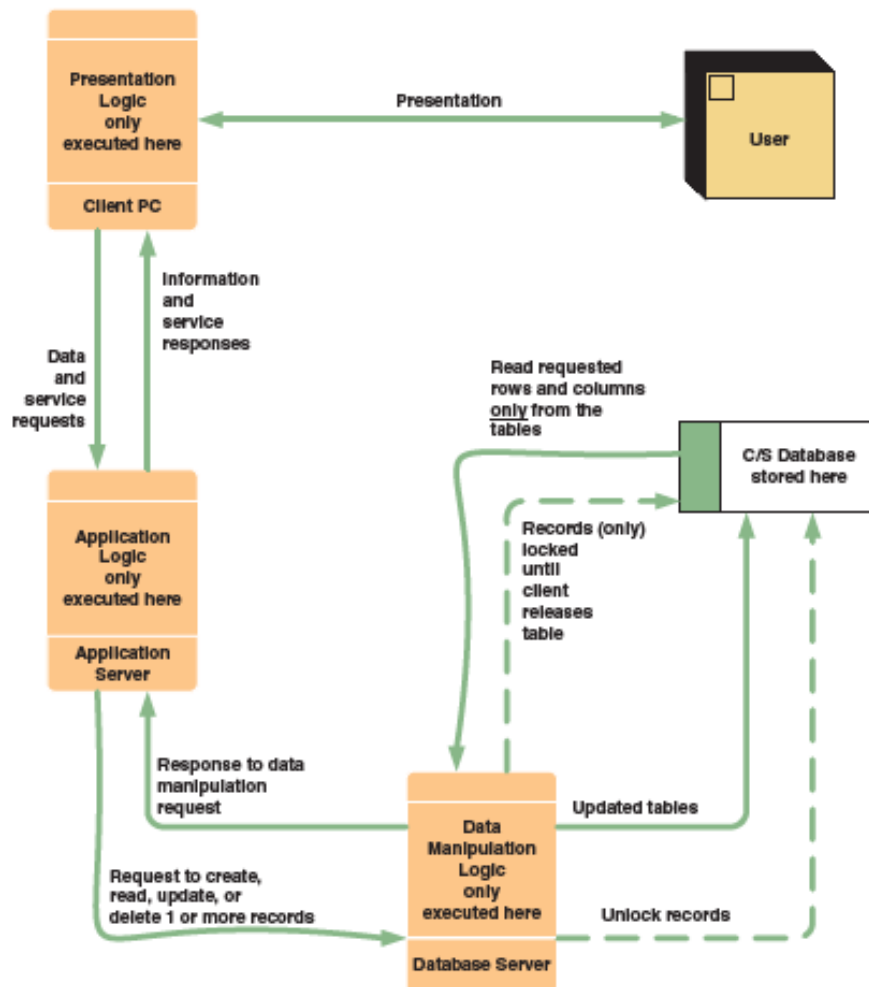 Presentation
Logic
only
executed here
Client PC
Presentation
User
Information
and
service
responses
Data
and
service
requests
Read requested
rows and columns
only from the
tables
C/S Database
stored here
Application
Logic
only
executed here
Application
Server
Records (only)
locked
until
client
releases
table
Response to data
manipulation
request
Data
Manipulation
Logic
only
executed here
Database Server
Updated tables
Request to create,
read, update, or
delete 1 or more records
Unlock records